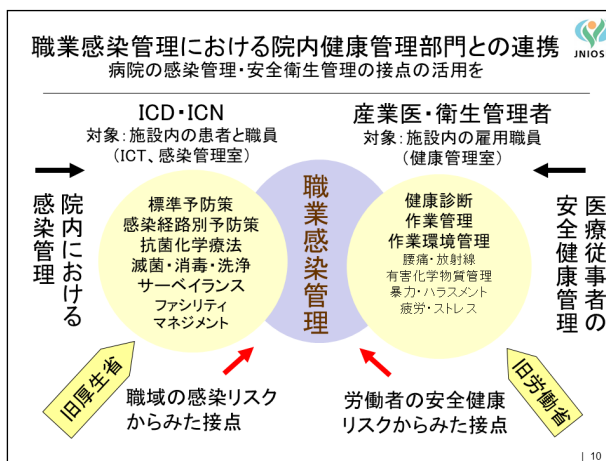 職業感染管理における院内健康管理部門との連携
病院の感染管理・安全衛生管理の接点の活用を
JNIOSH
ICD・ICN
対象：施設内の患者と職員
（ICT、感染管理室）
産業医・衛生管理者
対象：施設内の雇用職員
（健康管理室）
院内における
感染管理
標準予防策
感染経路別予防策
抗菌化学療法
滅菌・消毒・洗浄
サーベイランス
ファシリティ
マネジメント
職業感染管理
健康診断
作業管理
作業環境管理
腰痛・放射線
有害化学物質管理
暴力・ハラスメント
疲労・ストレス
医療従事者の
安全健康管理
旧厚生省
職域の感染リスク
からみた接点
労働者の安全健康
リスクからみた接点
旧労働省
| 10